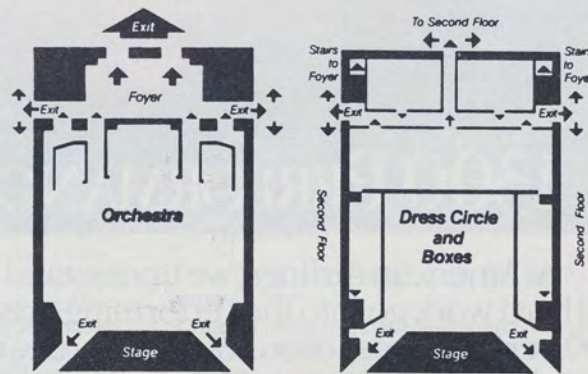 Exit
Foyer
Exit
Exit
Orchestra
Exit
Exit
Stage
To Second Floor
Stairs
to
Foyer
Stairs
to
Foyer
Exit
Exit
Second Floor
Dress Circle
and
Boxes
Second Floor
Exit
Exit
Stage